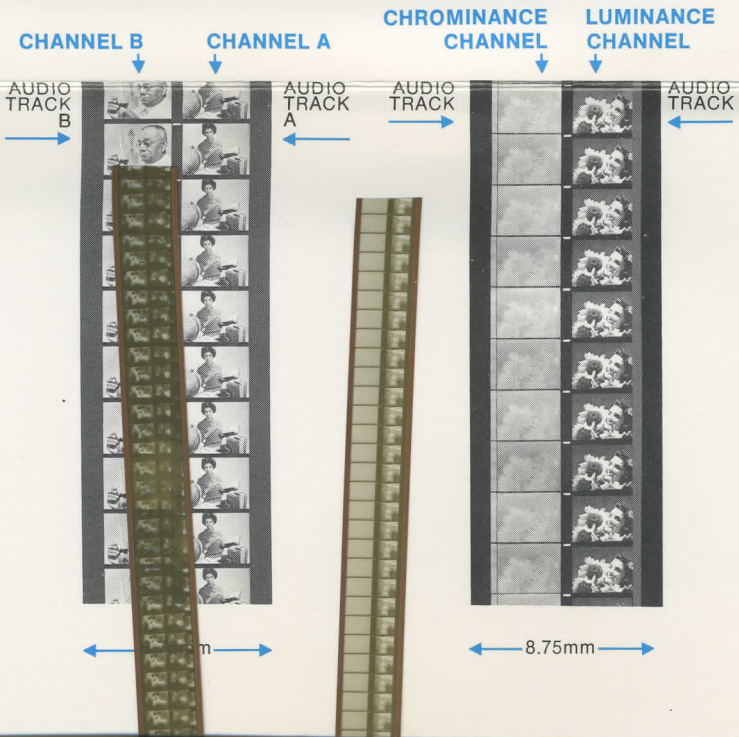 CHANNEL B
CHANNEL A
CHROMINANCE
CHANNEL
LUMINANCE
CHANNEL
AUDIO
TRACK
B
AUDIO
TRACK
A
AUDIO
TRACK
AUDIO
TRACK
m
8.75mm